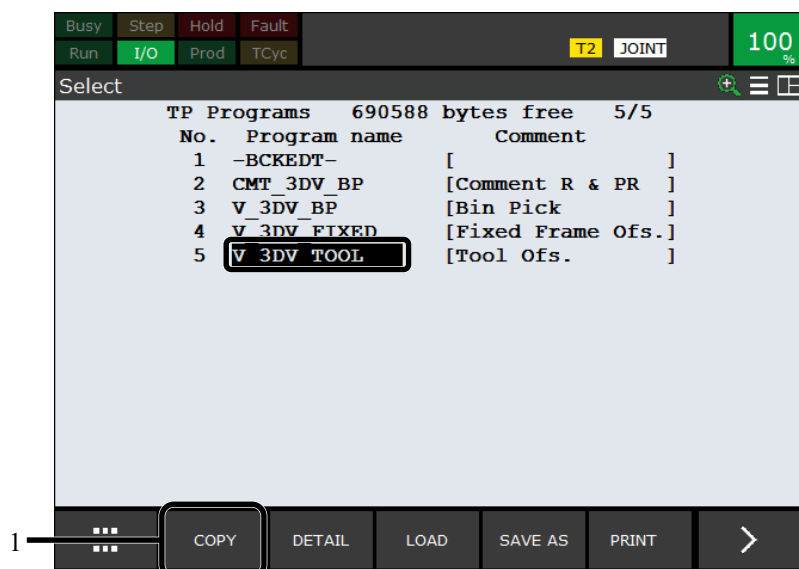 Busy Step Hold Fault
Run I/O Prod TCyc T2 JOINT 100 %
Select
TP Programs 690588 bytes free 5/5
No. Program name Comment
1 -BCKEDT- [ ]
2 CMT_3DV_BP [Comment R & PR ]
3 V_3DV_BP [Bin Pick ]
4 V_3DV_FIXED [Fixed Frame Ofs.]
5 V_3DV_TOOL [Tool Ofs. ]
1 COPY DETAIL LOAD SAVE AS PRINT >